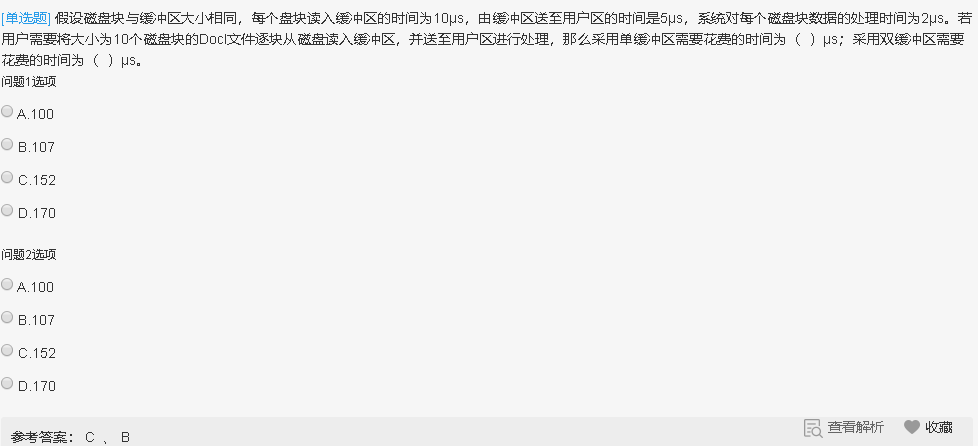 [单选题] 假设磁盘块与缓冲区大小相同，每个盘块读入缓冲区的时间为10μs，由缓冲区送至用户区的时间是5μs，系统对每个磁盘块数据的处理时间为2μs。若
用户需要将大小为10个磁盘块的Docl文件逐块从磁盘读入缓冲区，并送至用户区进行处理，那么采用单缓冲区需要花费的时间为（ ）μs；采用双缓冲区需要
花费的时间为（ ）μs。
问题1选项
A.100
B.107
C.152
D.170
问题2选项
A.100
B.107
C.152
D.170
参考答案： C 、 B
查看解析 收藏